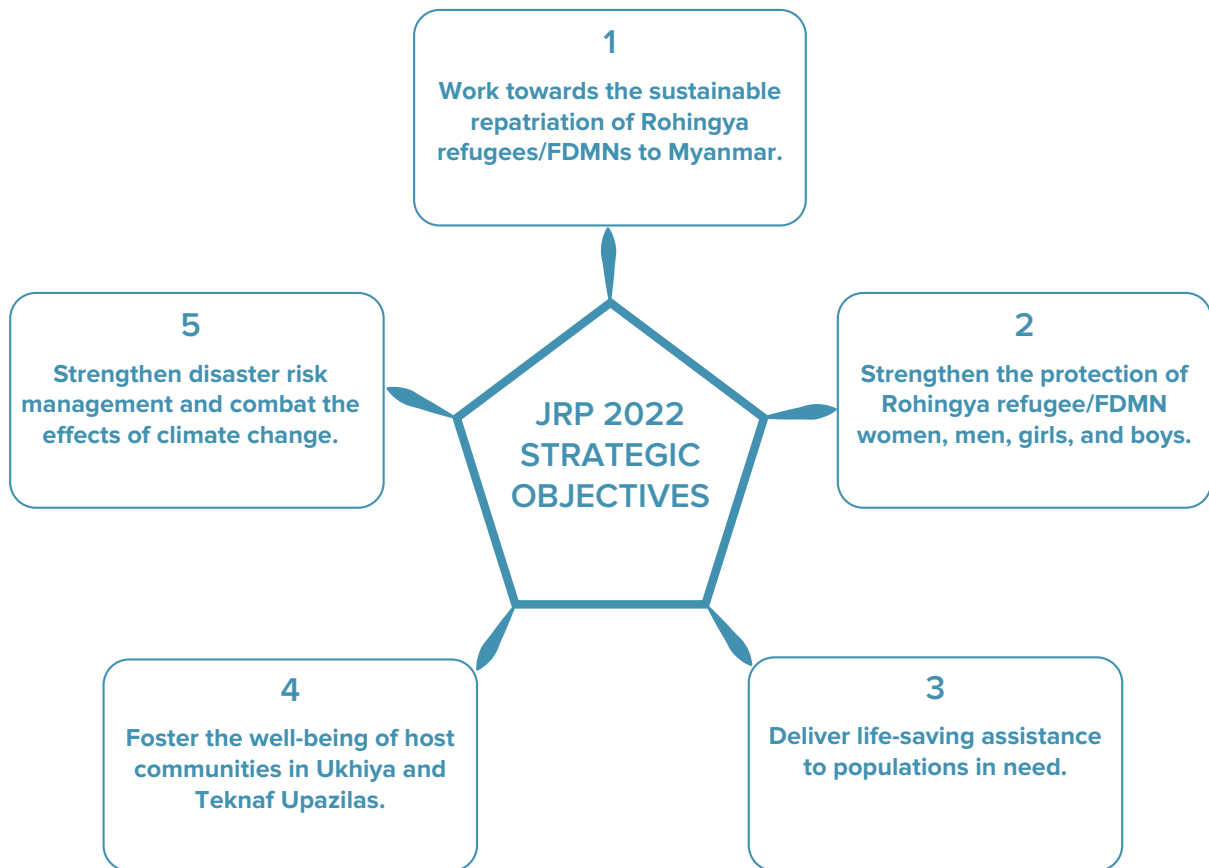 1
Work towards the sustainable
repatriation of Rohingya
refugees/FDMNs to Myanmar.
5
Strengthen disaster risk
management and combat the
effects of climate change.
2
Strengthen the protection of
Rohingya refugee/FDMN
women, men, girls, and boys.
JRP 2022
STRATEGIC
OBJECTIVES
4
Foster the well-being of host
communities in Ukhiya and
Teknaf Upazilas.
3
Deliver life-saving assistance
to populations in need.